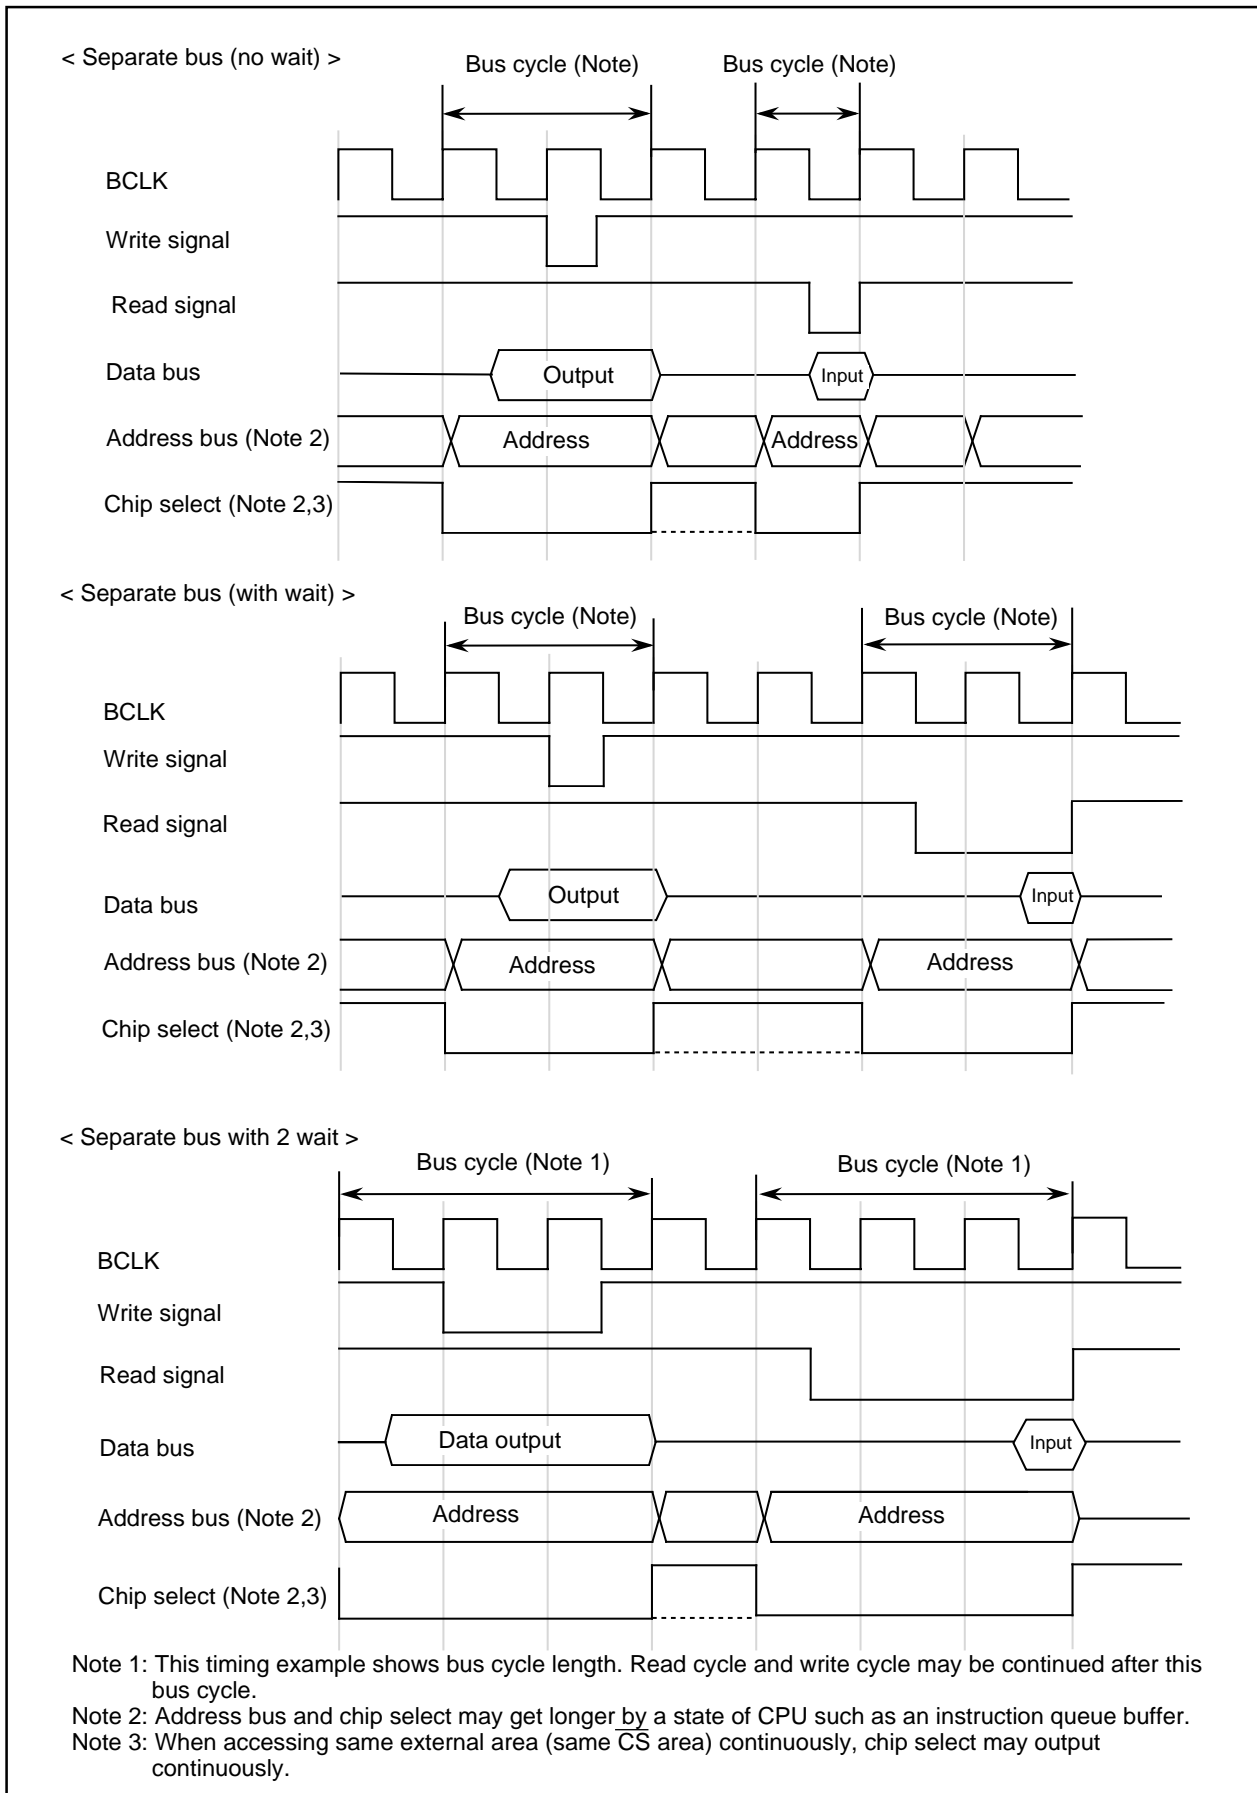 < Separate bus (no wait) >
Bus cycle (Note)
Bus cycle (Note)
BCLK
Write signal
Read signal
Data bus
Output
Input
Address bus (Note 2)
Address
Address
Chip select (Note 2,3)
< Separate bus (with wait) >
Bus cycle (Note)
Bus cycle (Note)
BCLK
Write signal
Read signal
Data bus
Output
Input
Address bus (Note 2)
Address
Address
Chip select (Note 2,3)
< Separate bus with 2 wait >
Bus cycle (Note 1)
Bus cycle (Note 1)
BCLK
Write signal
Read signal
Data bus
Data output
Input
Address bus (Note 2)
Address
Address
Chip select (Note 2,3)
Note 1: This timing example shows bus cycle length. Read cycle and write cycle may be continued after this
bus cycle.
Note 2: Address bus and chip select may get longer by a state of CPU such as an instruction queue buffer.
Note 3: When accessing same external area (same C̅S̅ area) continuously, chip select may output
continuously.